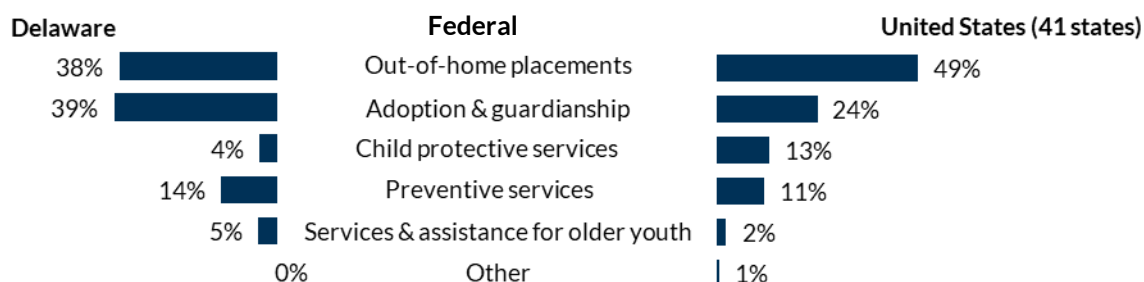 Delaware Federal United States (41 states)
38% Out-of-home placements 49%
39% Adoption & guardianship 24%
4% Child protective services 13%
14% Preventive services 11%
5% Services & assistance for older youth 2%
0% Other 1%